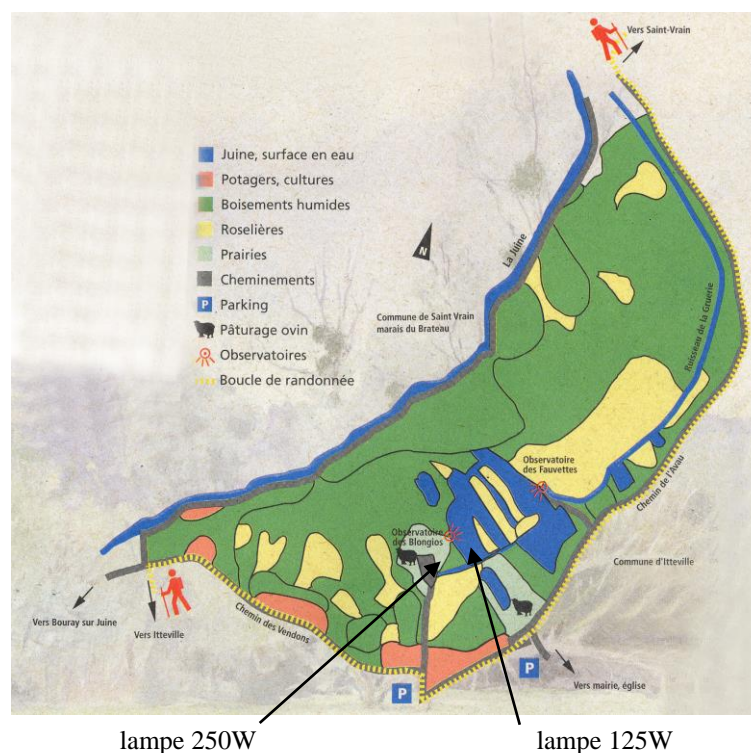 Vers Saint-Vrain
Juine, surface en eau
Potagers, cultures
Boisements humides
Roselières
Prairies
Cheminements
P Parking
Pâturage ovin
Observatoires
Boucle de randonnée
N
La Juine
Commune de Saint Vrain
marais du Brateau
Ruisseau de la Gruerie
Observatoire
des Fauvettes
Chemin de l'Avau
Observatoire
des Blongios
Commune d'Itteville
Vers Bouray sur Juine
Vers Itteville
Chemin des Vendons
P
P
Vers mairie, église
lampe 250W
lampe 125W